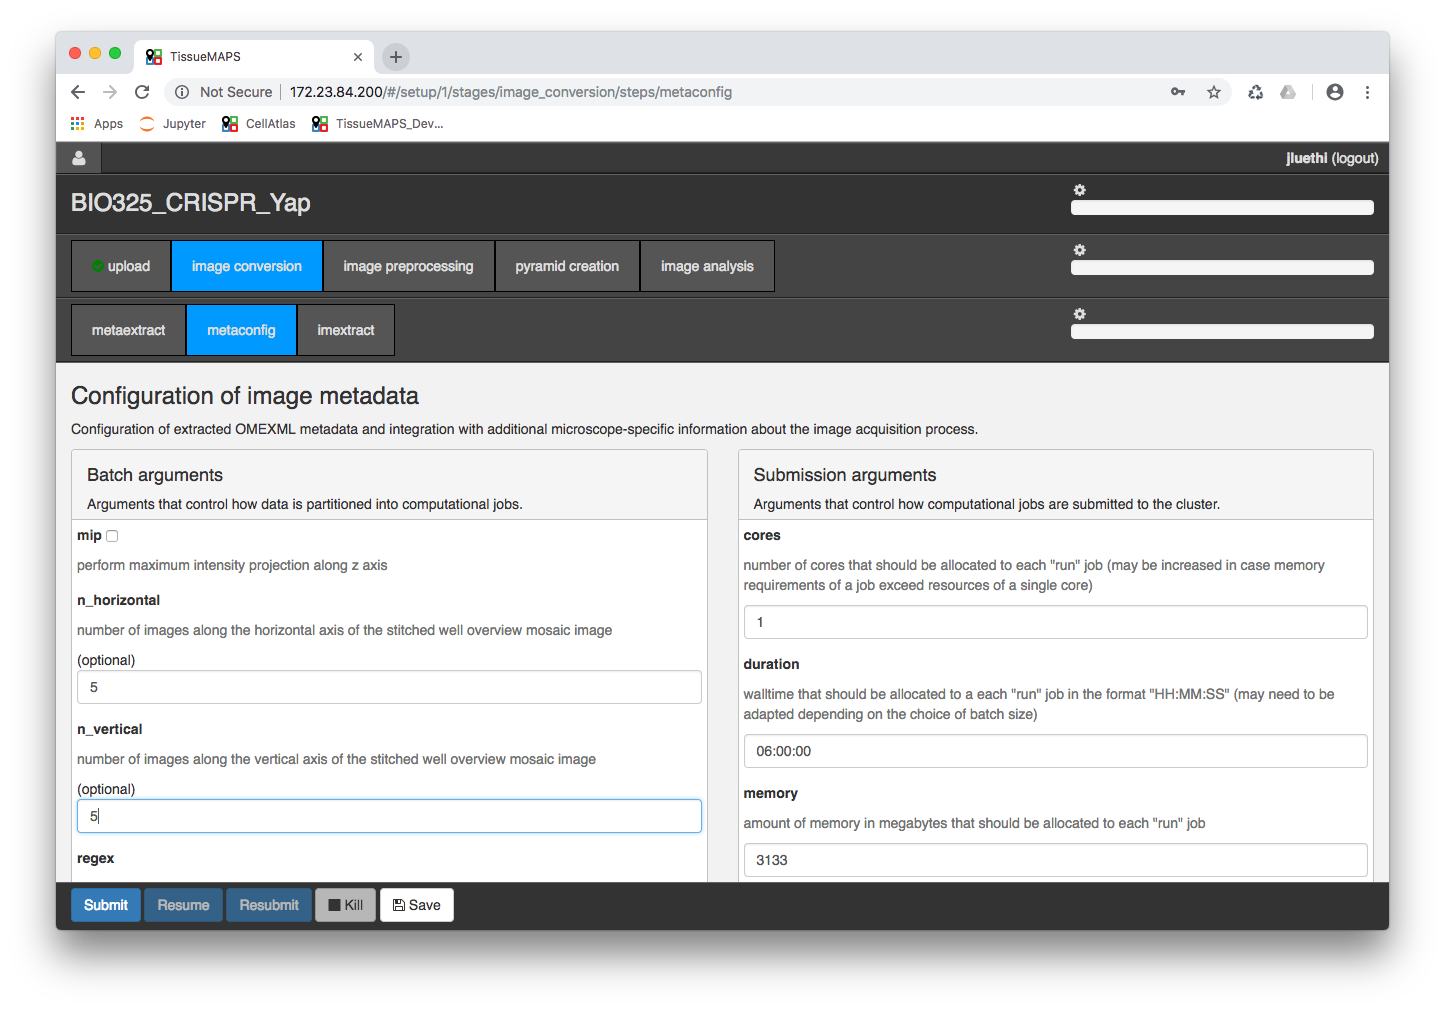 TissueMAPS
Not Secure 172.23.84.200/#/setup/1/stages/image_conversion/steps/metaconfig
Apps Jupyter CellAtlas TissueMAPS_Dev...
jluethi (logout)
BIO325_CRISPR_Yap
upload image conversion image preprocessing pyramid creation image analysis
metaextract metaconfig imextract
Configuration of image metadata
Configuration of extracted OMEXML metadata and integration with additional microscope-specific information about the image acquisition process.
Batch arguments
Arguments that control how data is partitioned into computational jobs.
mip
perform maximum intensity projection along z axis
n_horizontal
number of images along the horizontal axis of the stitched well overview mosaic image
(optional)
5
n_vertical
number of images along the vertical axis of the stitched well overview mosaic image
(optional)
5
regex
Submission arguments
Arguments that control how computational jobs are submitted to the cluster.
cores
number of cores that should be allocated to each "run" job (may be increased in case memory
requirements of a job exceed resources of a single core)
1
duration
walltime that should be allocated to a each "run" job in the format "HH:MM:SS" (may need to be
adapted depending on the choice of batch size)
06:00:00
memory
amount of memory in megabytes that should be allocated to each "run" job
3133
Submit Resume Resubmit Kill Save